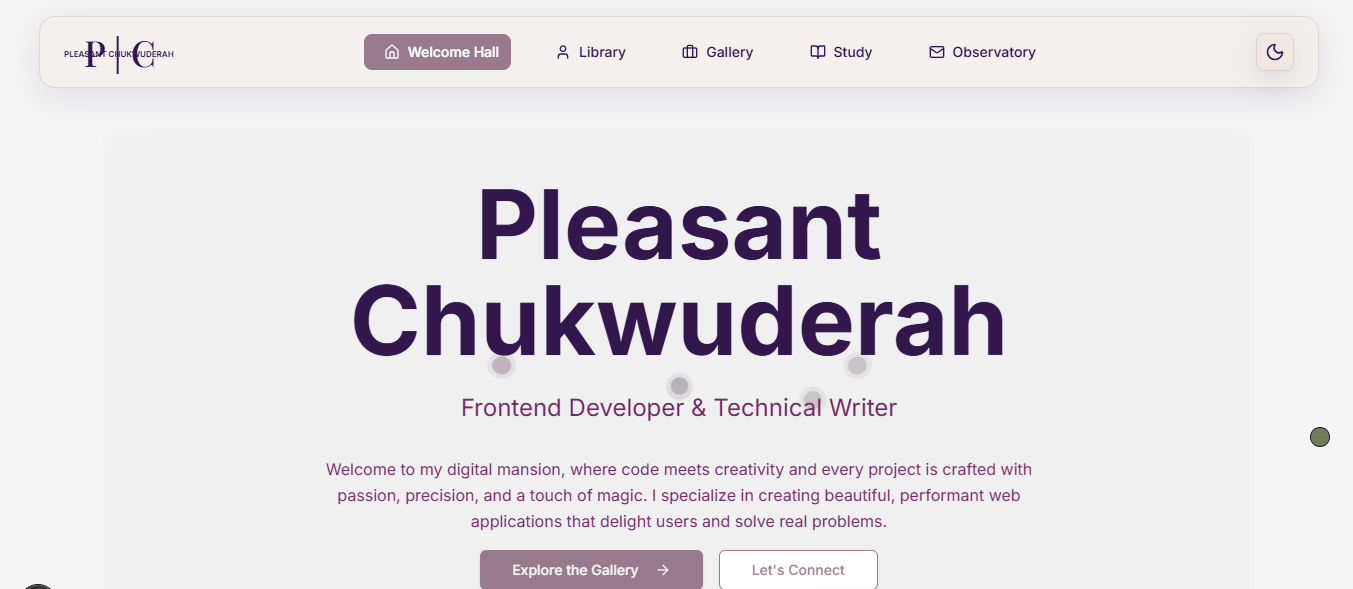 P | C
PLEASANT CHUKWUDERAH
Welcome Hall
Library
Gallery
Study
Observatory
Pleasant
Chukwuderah
Frontend Developer & Technical Writer
Welcome to my digital mansion, where code meets creativity and every project is crafted with
passion, precision, and a touch of magic. I specialize in creating beautiful, performant web
applications that delight users and solve real problems.
Explore the Gallery →
Let's Connect